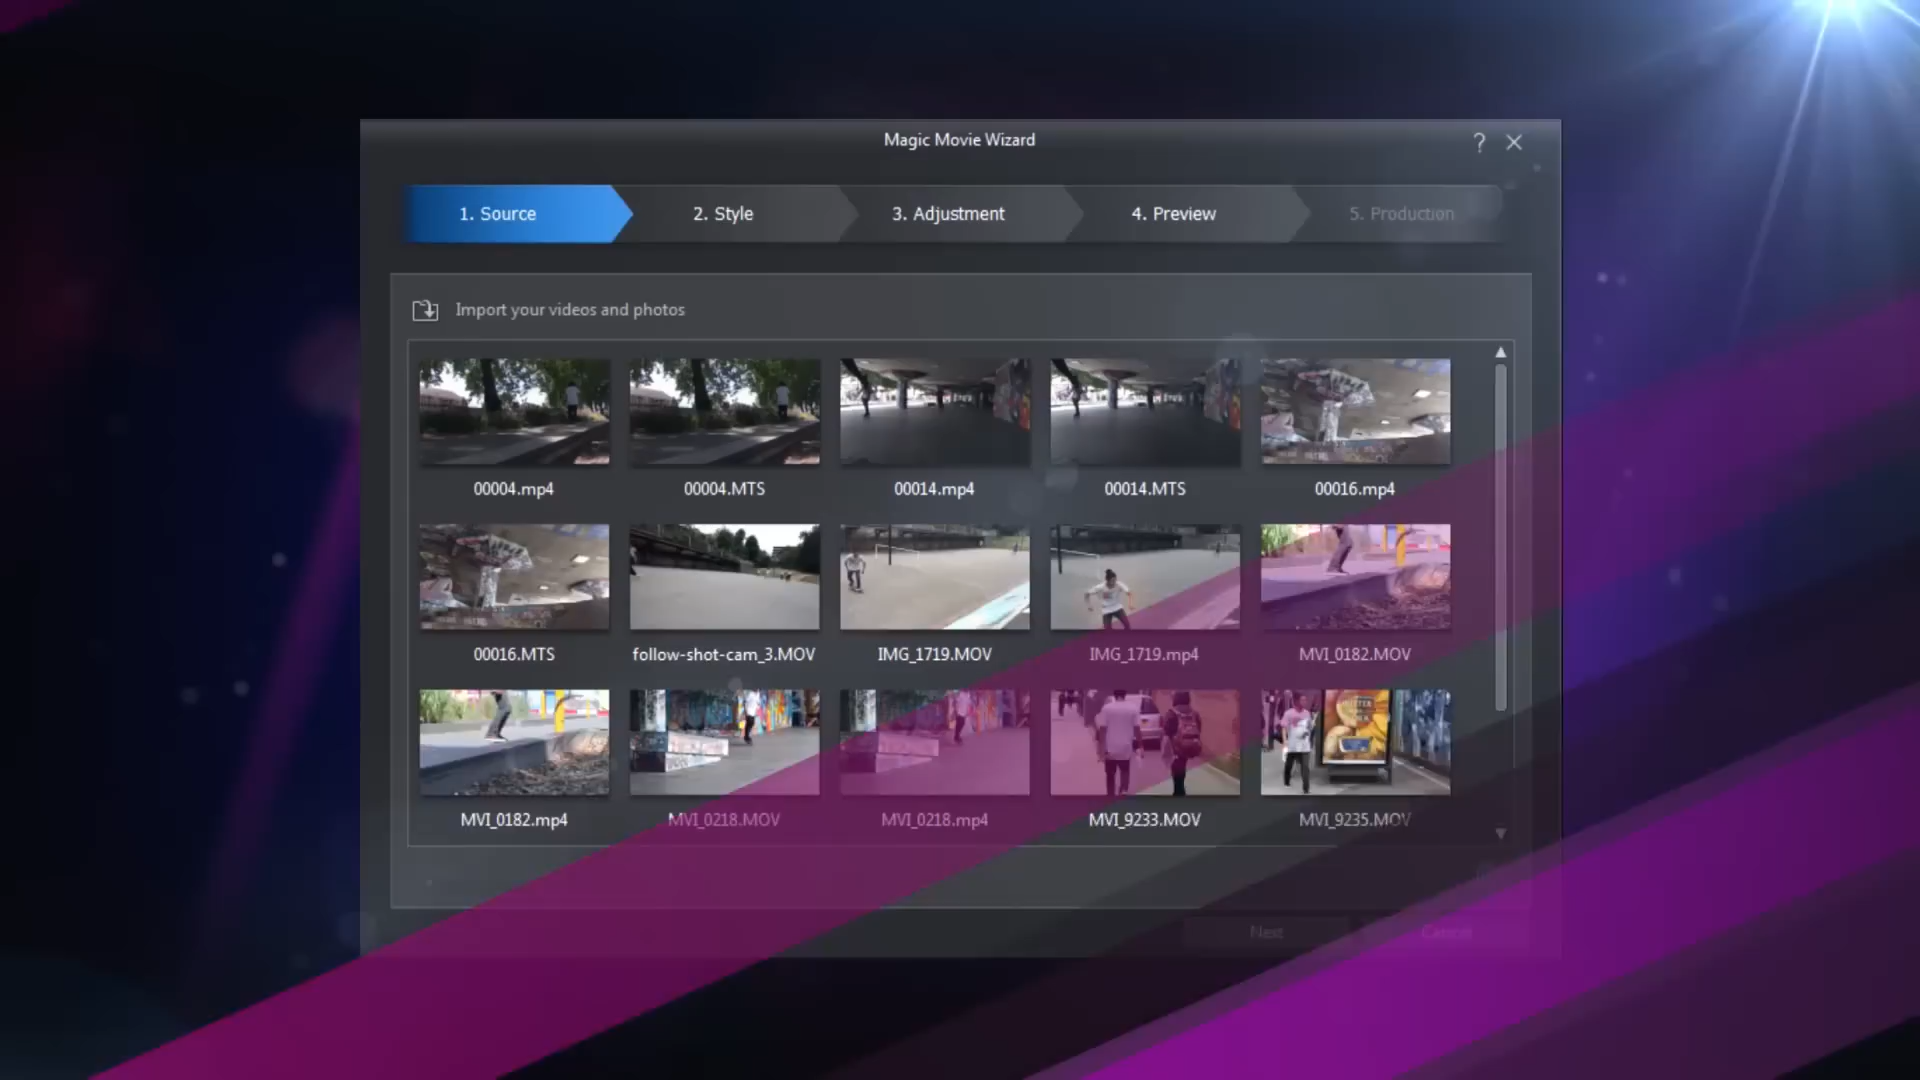 Magic Movie Wizard
?
1. Source
2. Style
3. Adjustment
4. Preview
5. Production
Import your videos and photos
00004.mp4
00004.MTS
00014.mp4
00014.MTS
00016.mp4
00016.MTS
follow-shot-cam_3.MOV
IMG_1719.MOV
IMG_1719.mp4
MVI_0182.MOV
MVI_0182.mp4
MVI_0218.MOV
MVI_0218.mp4
MVI_9233.MOV
MVI_9235.MOV
Next
Cancel